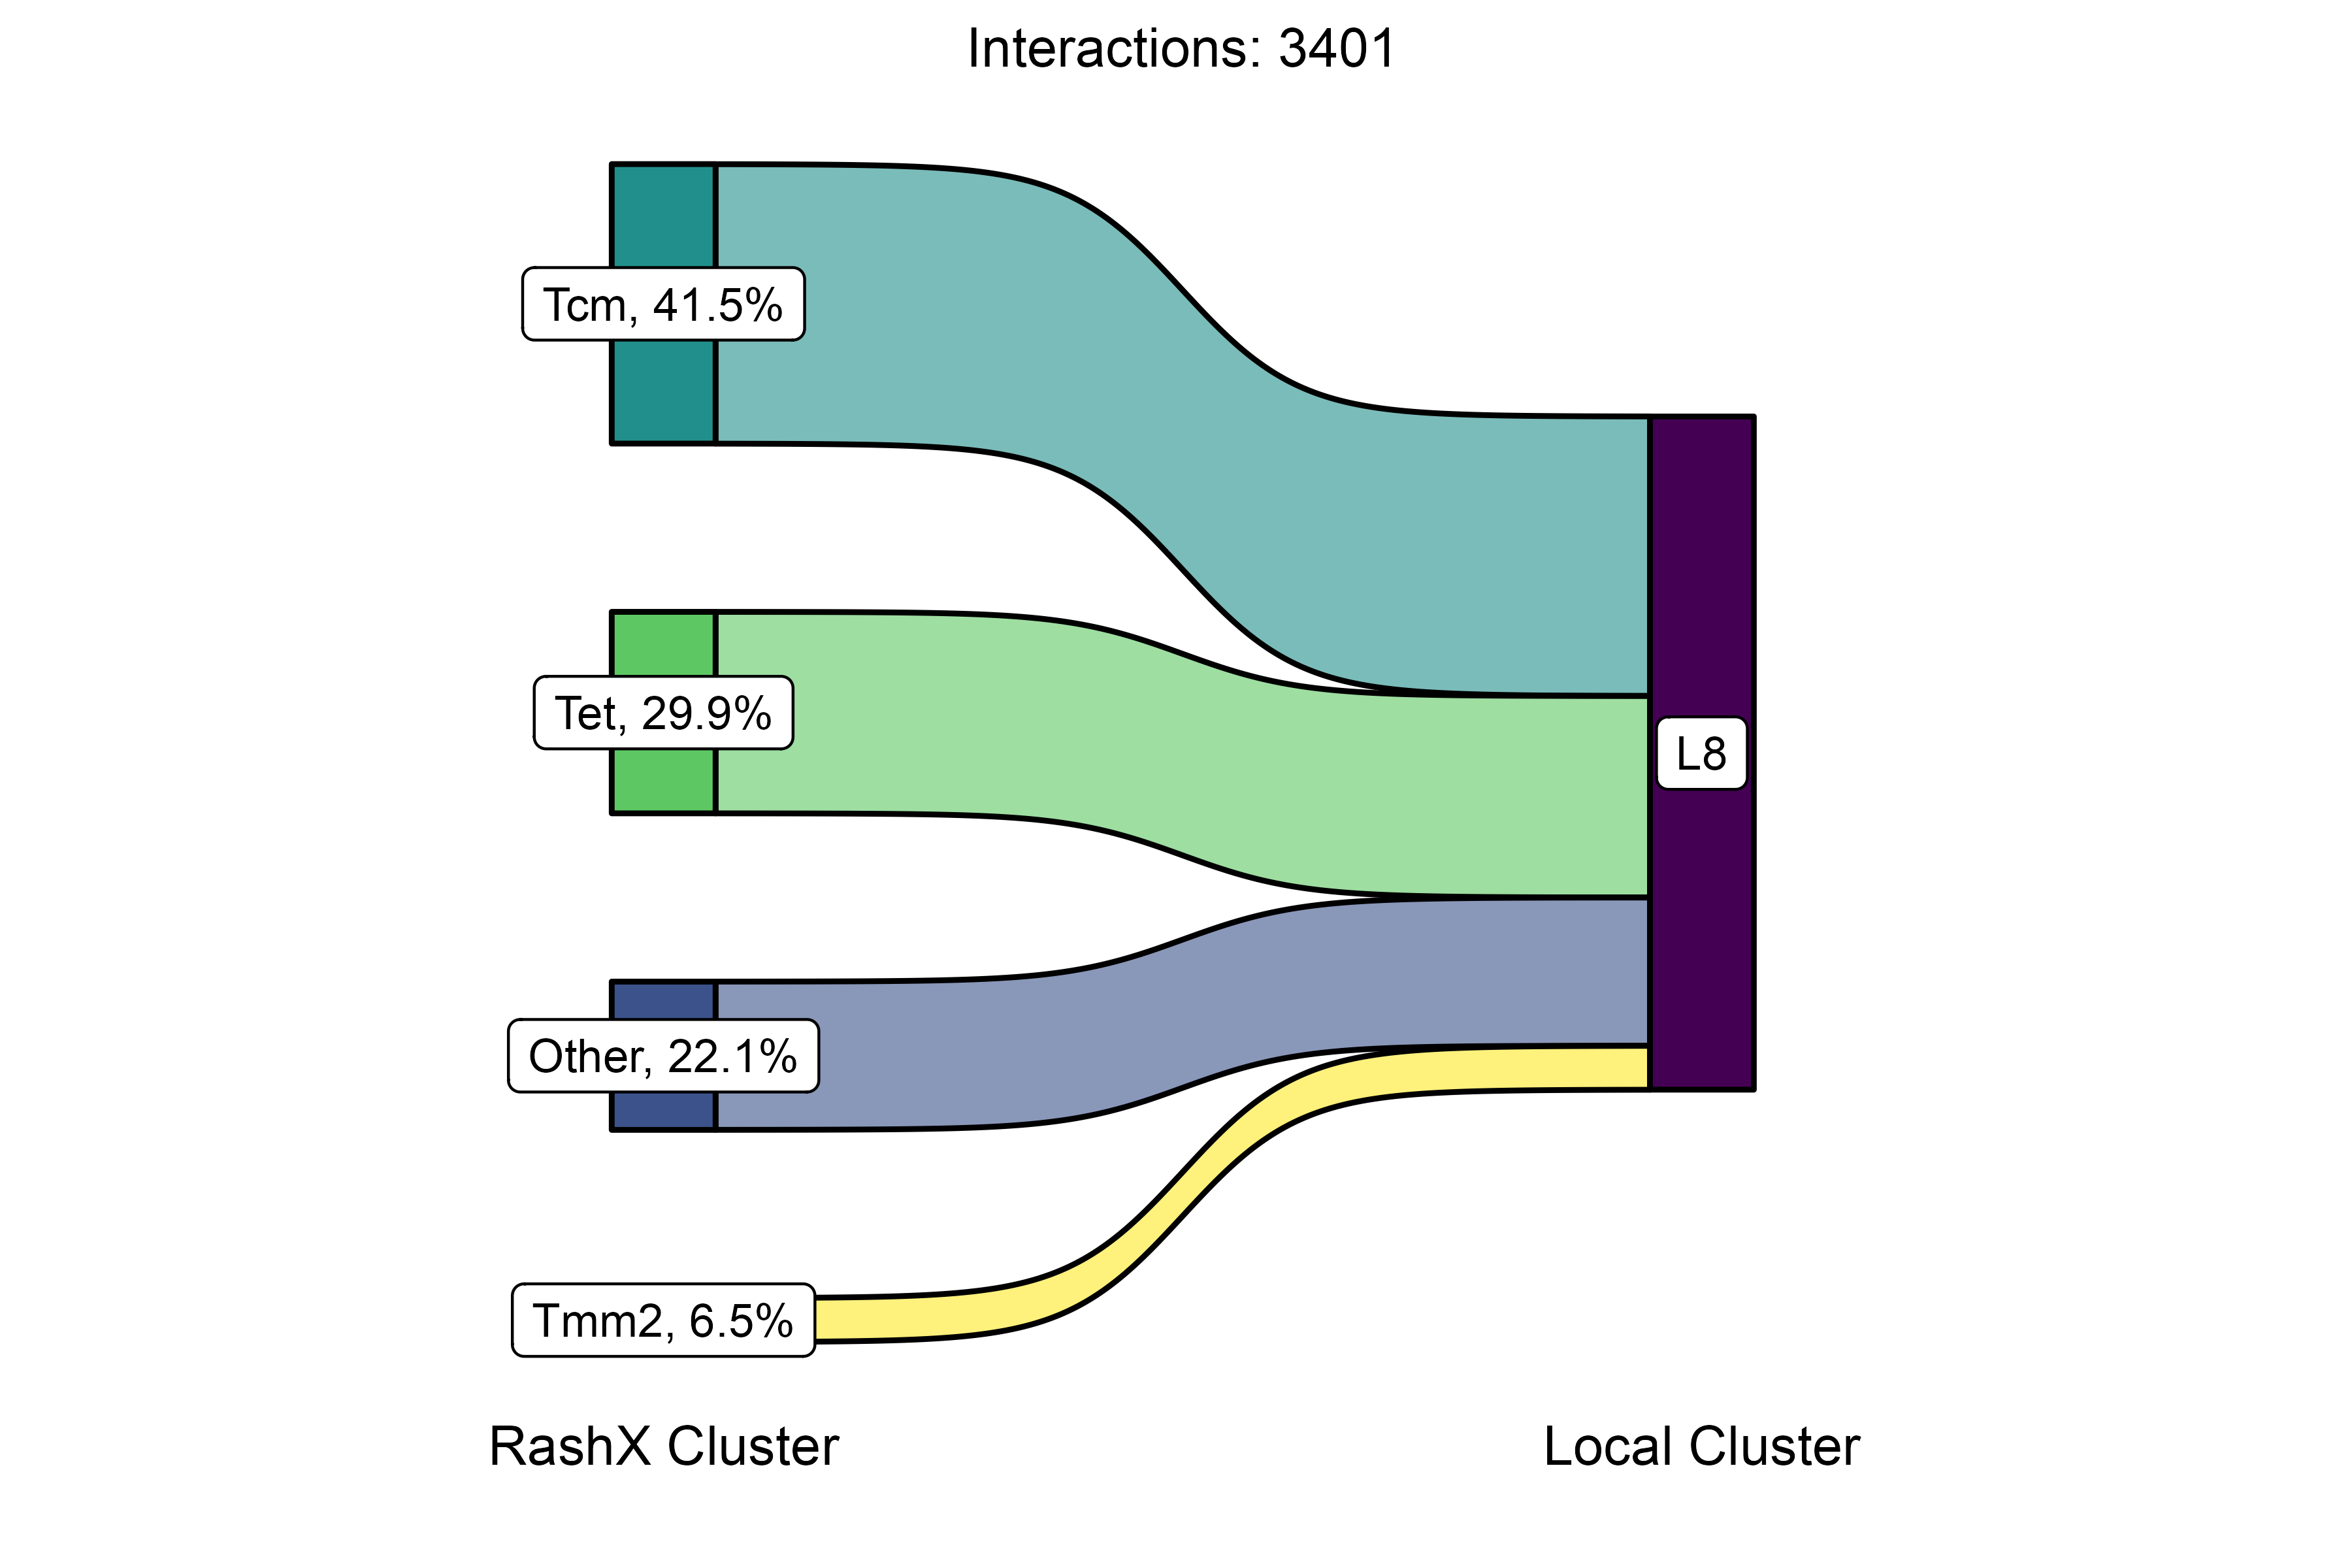 Interactions: 3401
Tcm, 41.5%
Tet, 29.9%
L8
Other, 22.1%
Tmm2, 6.5%
RashX Cluster
Local Cluster